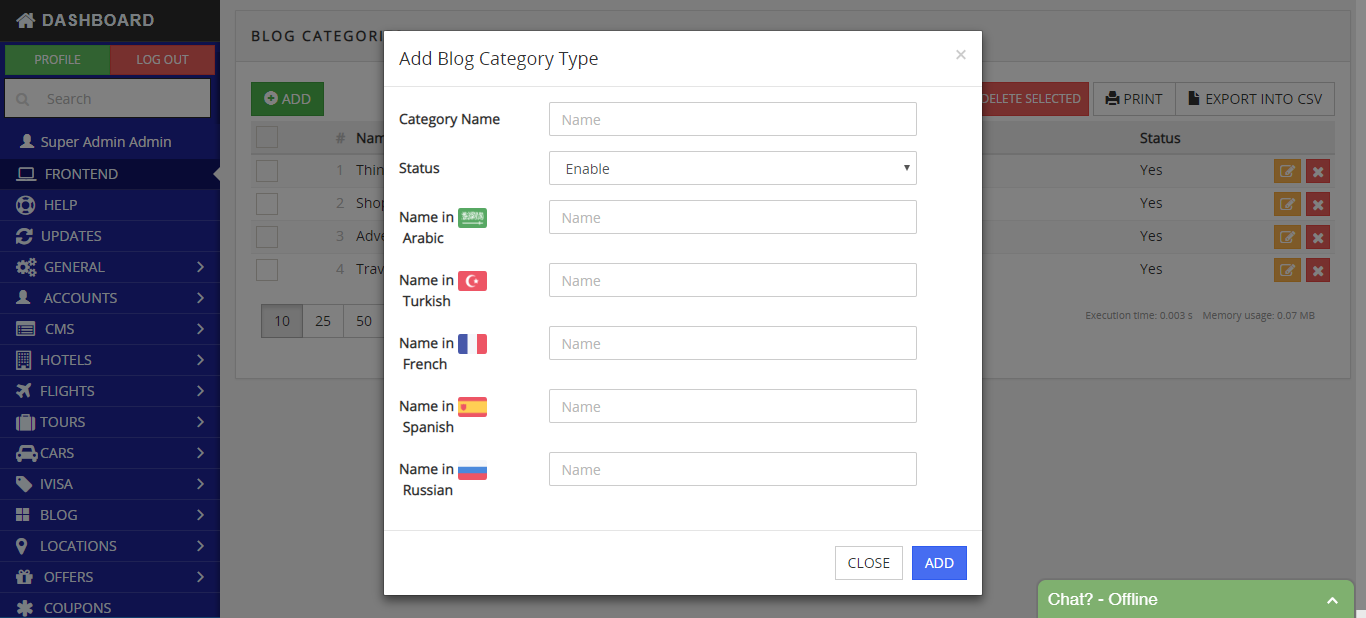 DASHBOARD
PROFILE
LOG OUT
Search
Super Admin Admin
FRONTEND
HELP
UPDATES
GENERAL
ACCOUNTS
CMS
HOTELS
FLIGHTS
TOURS
CARS
IVISA
BLOG
LOCATIONS
OFFERS
COUPONS
BLOG CATEGORI
ADD
DELETE SELECTED
PRINT
EXPORT INTO CSV
# Nam
Status
1 Thin
Yes
2 Shop
Yes
3 Adve
Yes
4 Trav
Yes
10 25 50
Execution time: 0.003 s Memory usage: 0.07 MB
Add Blog Category Type
×
Category Name
Name
Status
Enable
Name in
Arabic
Name
Name in
Turkish
Name
Name in
French
Name
Name in
Spanish
Name
Name in
Russian
Name
CLOSE
ADD
Chat? - Offline